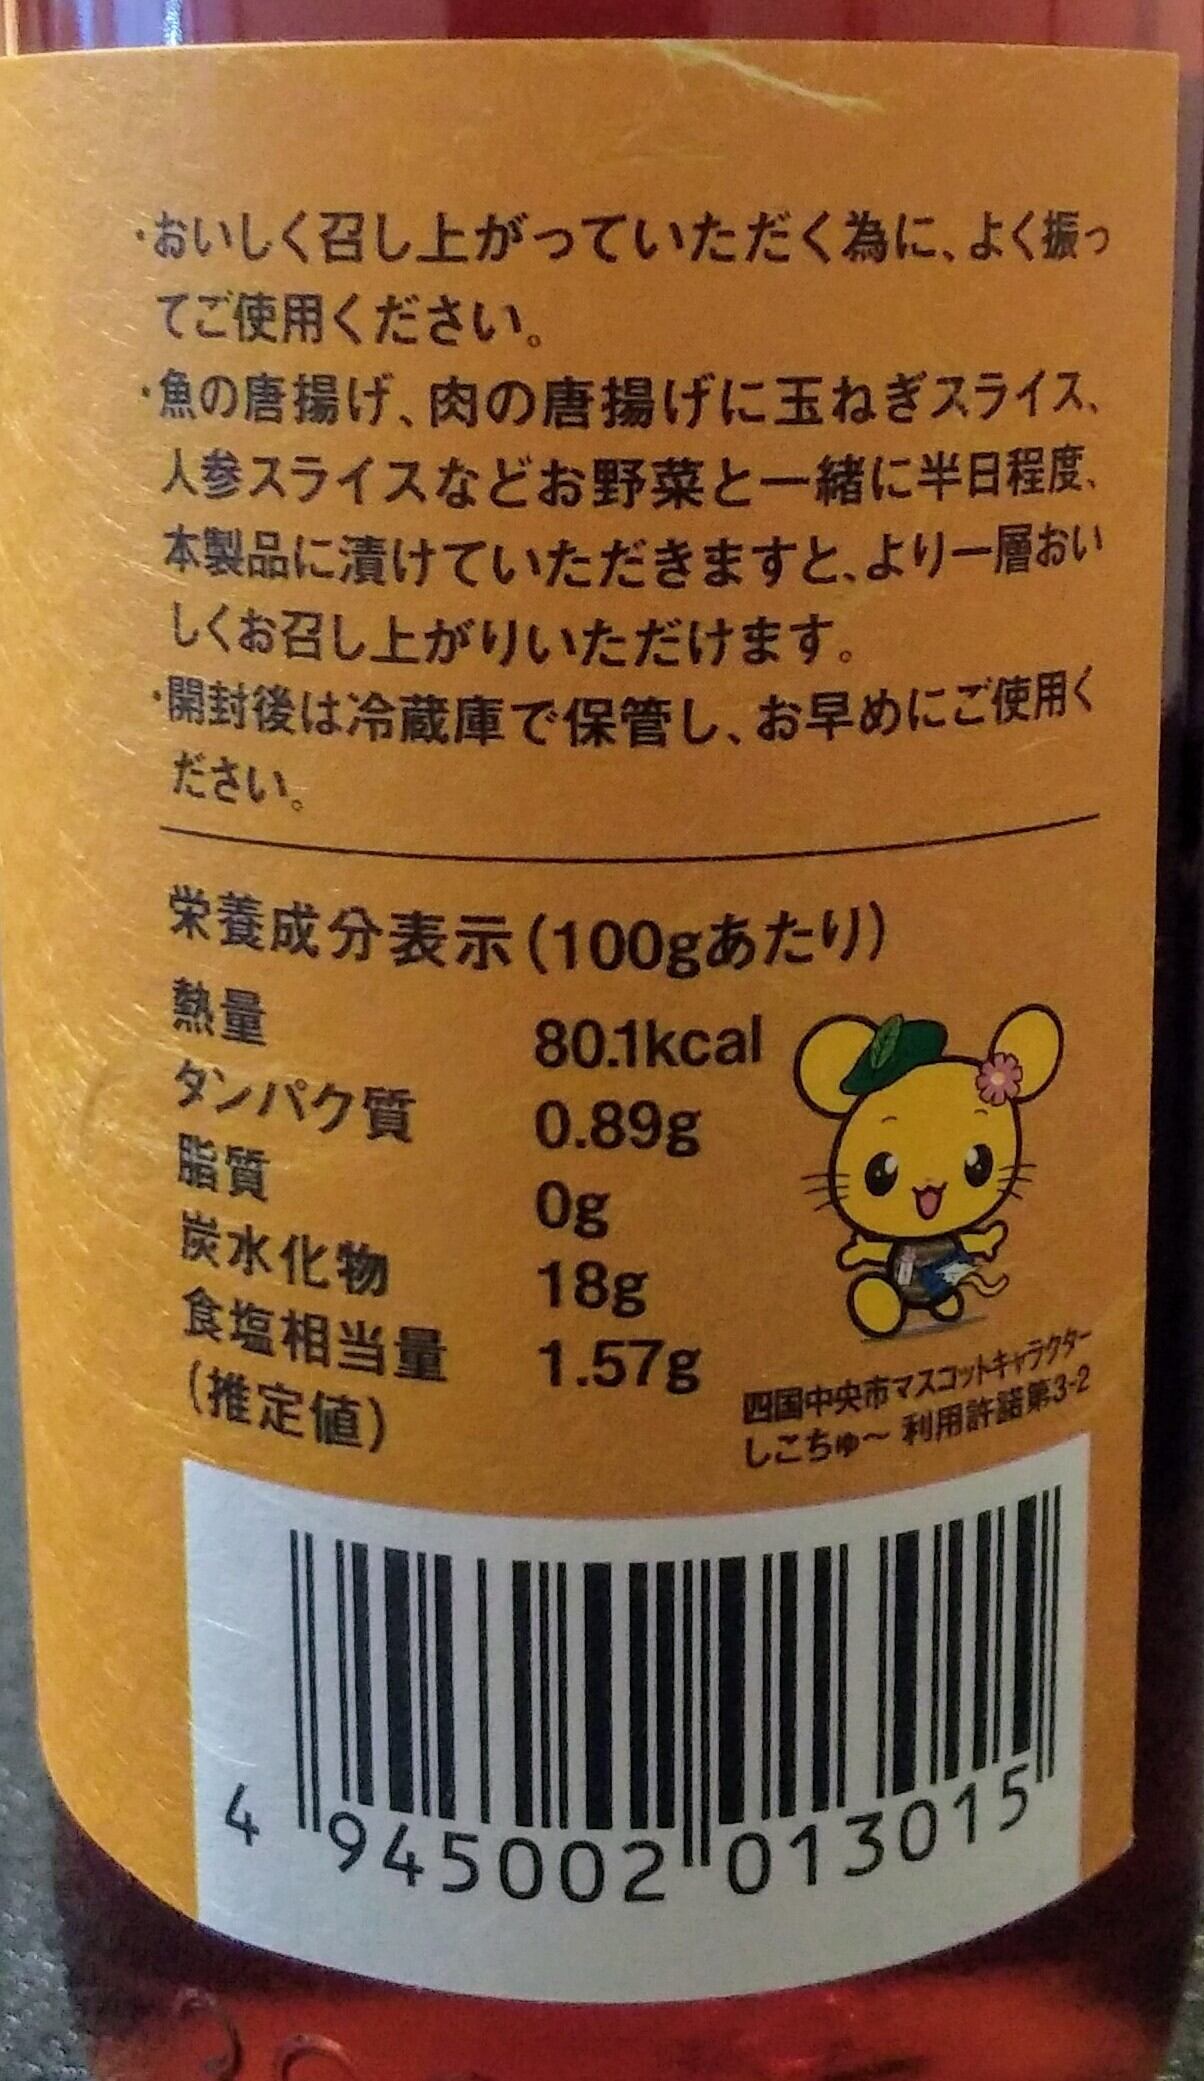 ・おいしく召し上がっていただく為に、よく振っ
てご使用ください。
・魚の唐揚げ、肉の唐揚げに玉ねぎスライス、
人参スライスなどお野菜と一緒に半日程度、
本製品に漬けていただきますと、より一層おい
しくお召し上がりいただけます。
・開封後は冷蔵庫で保管し、お早めにご使用く
ださい。
栄養成分表示(100gあたり)
熱量 80.1kcal
タンパク質 0.89g
脂質 0g
炭水化物 18g
食塩相当量 1.57g
(推定値)
四国中央市マスコットキャラクター
しこちゅ〜 利用許諾第3-2
4 945002 013015